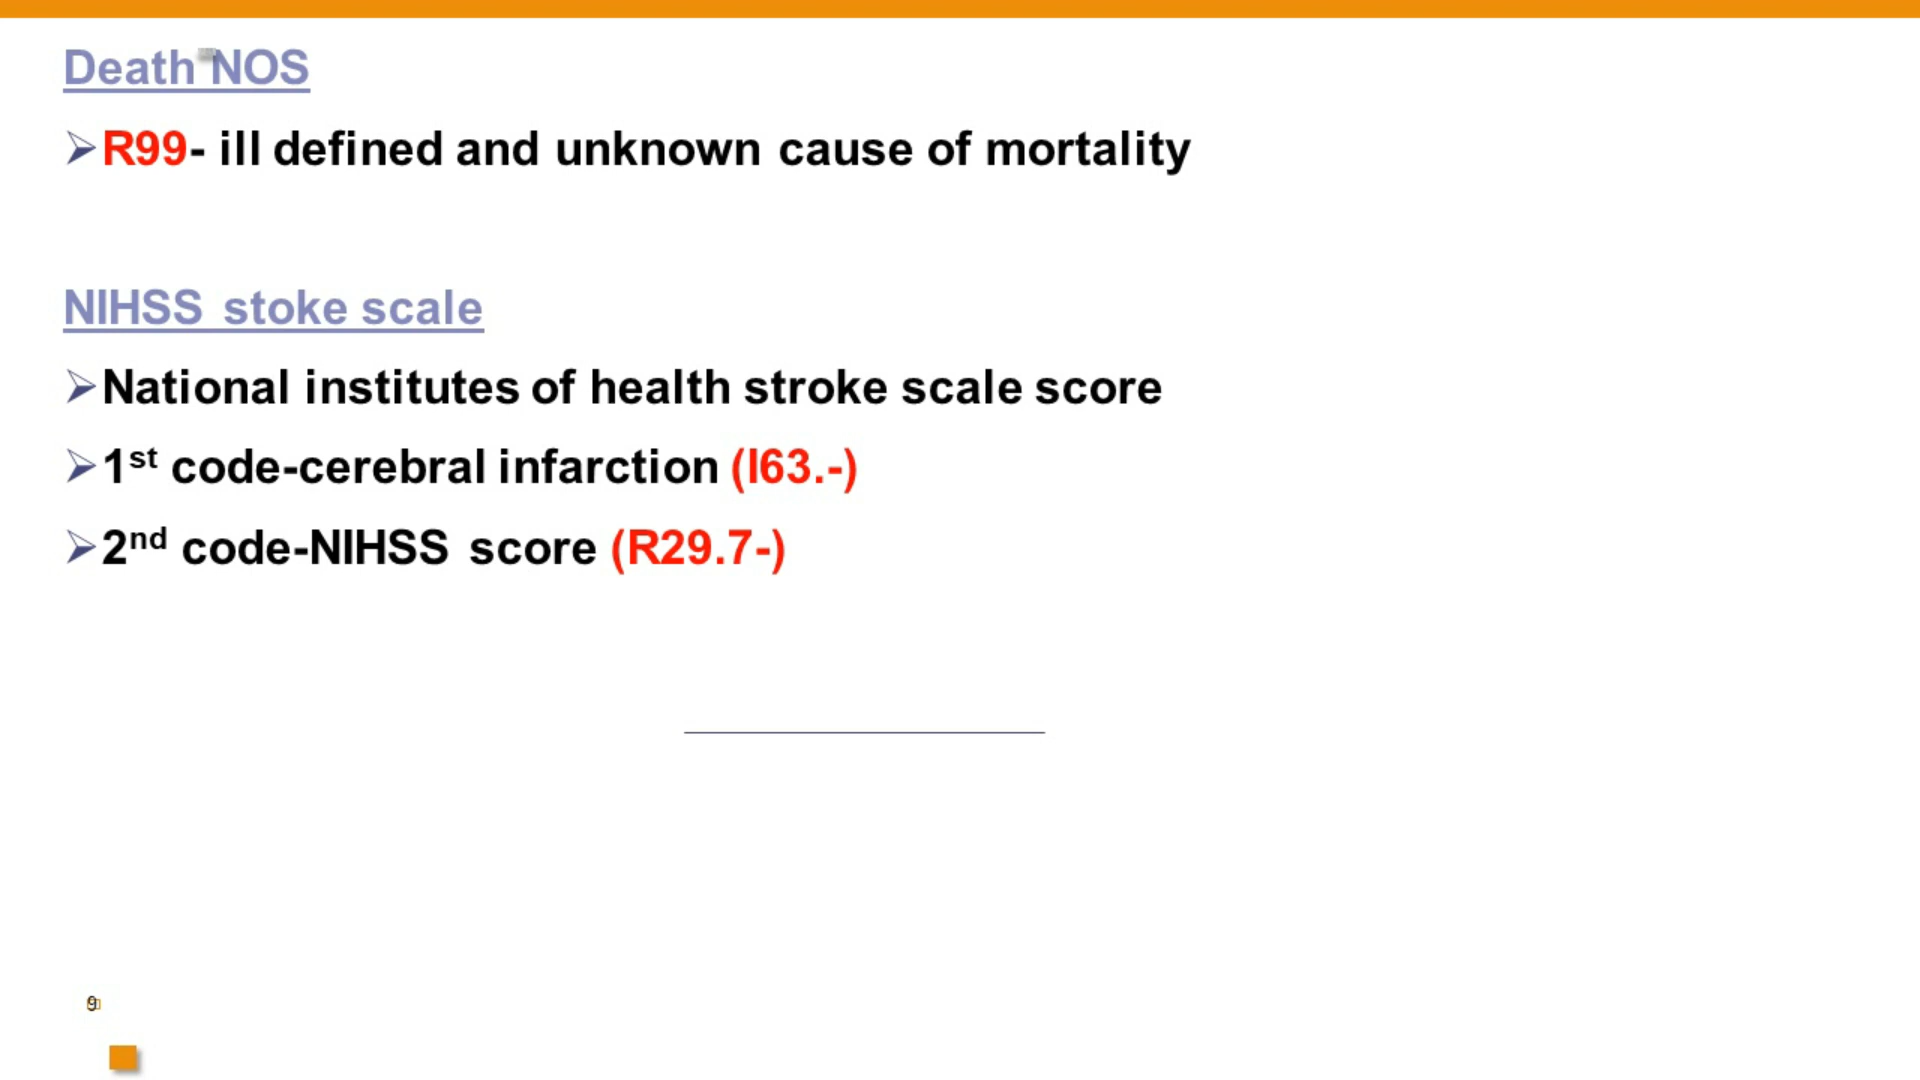 Death NOS
➢R99- ill defined and unknown cause of mortality
NIHSS stoke scale
➢National institutes of health stroke scale score
➢1st code-cerebral infarction (I63.-)
➢2nd code-NIHSS score (R29.7-)
9